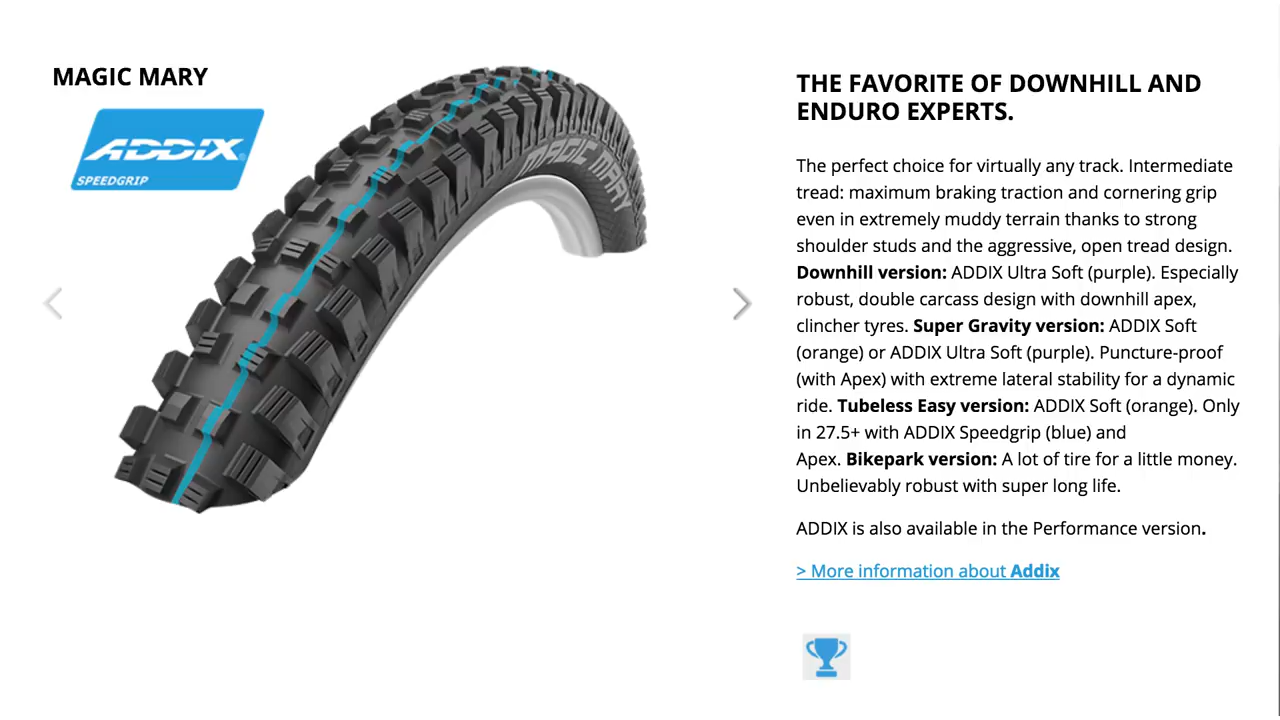 MAGIC MARY
ADDIX
SPEEDGRIP
MAGIC MARY
THE FAVORITE OF DOWNHILL AND
ENDURO EXPERTS.
The perfect choice for virtually any track. Intermediate
tread: maximum braking traction and cornering grip
even in extremely muddy terrain thanks to strong
shoulder studs and the aggressive, open tread design.
Downhill version: ADDIX Ultra Soft (purple). Especially
robust, double carcass design with downhill apex,
clincher tyres. Super Gravity version: ADDIX Soft
(orange) or ADDIX Ultra Soft (purple). Puncture-proof
(with Apex) with extreme lateral stability for a dynamic
ride. Tubeless Easy version: ADDIX Soft (orange). Only
in 27.5+ with ADDIX Speedgrip (blue) and
Apex. Bikepark version: A lot of tire for a little money.
Unbelievably robust with super long life.
ADDIX is also available in the Performance version.
> More information about Addix